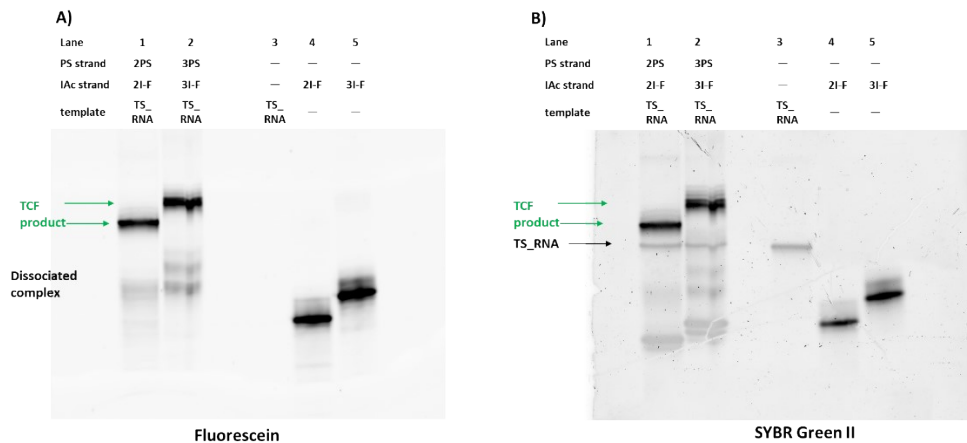 A)
Lane 1 2 3 4 5
PS strand 2PS 3PS — — —
IAc strand 2I-F 3I-F — 2I-F 3I-F
template TS_ RNA TS_ RNA TS_ RNA — —
TCF
product
Dissociated
complex
Fluorescein
B)
Lane 1 2 3 4 5
PS strand 2PS 3PS — — —
IAc strand 2I-F 3I-F — 2I-F 3I-F
template TS_ RNA TS_ RNA TS_ RNA — —
TCF
product
TS_RNA
SYBR Green II